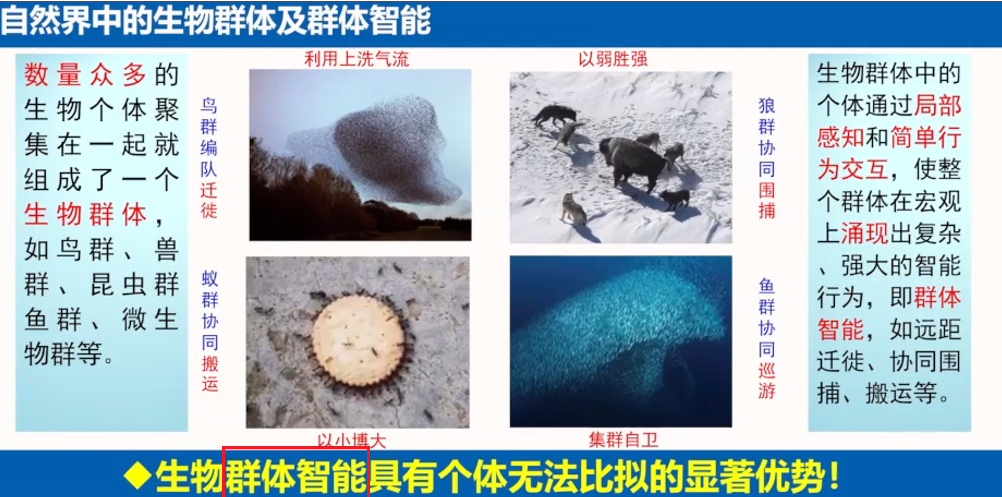 自然界中的生物群体及群体智能
数量众多的
生物个体聚
集在一起就
组成了一个
生物群体，
如鸟群、兽
群、昆虫群
鱼群、微生
物群等。
利用上洗气流
鸟群编队迁徙
以弱胜强
狼群协同围捕
蚁群协同搬运
以小博大
鱼群协同巡游
集群自卫
生物群体中的
个体通过局部
感知和简单行
为交互，使整
个群体在宏观
上涌现出复杂
、强大的智能
行为，即群体
智能，如远距
迁徙、协同围
捕、搬运等。
◆生物群体智能具有个体无法比拟的显著优势！